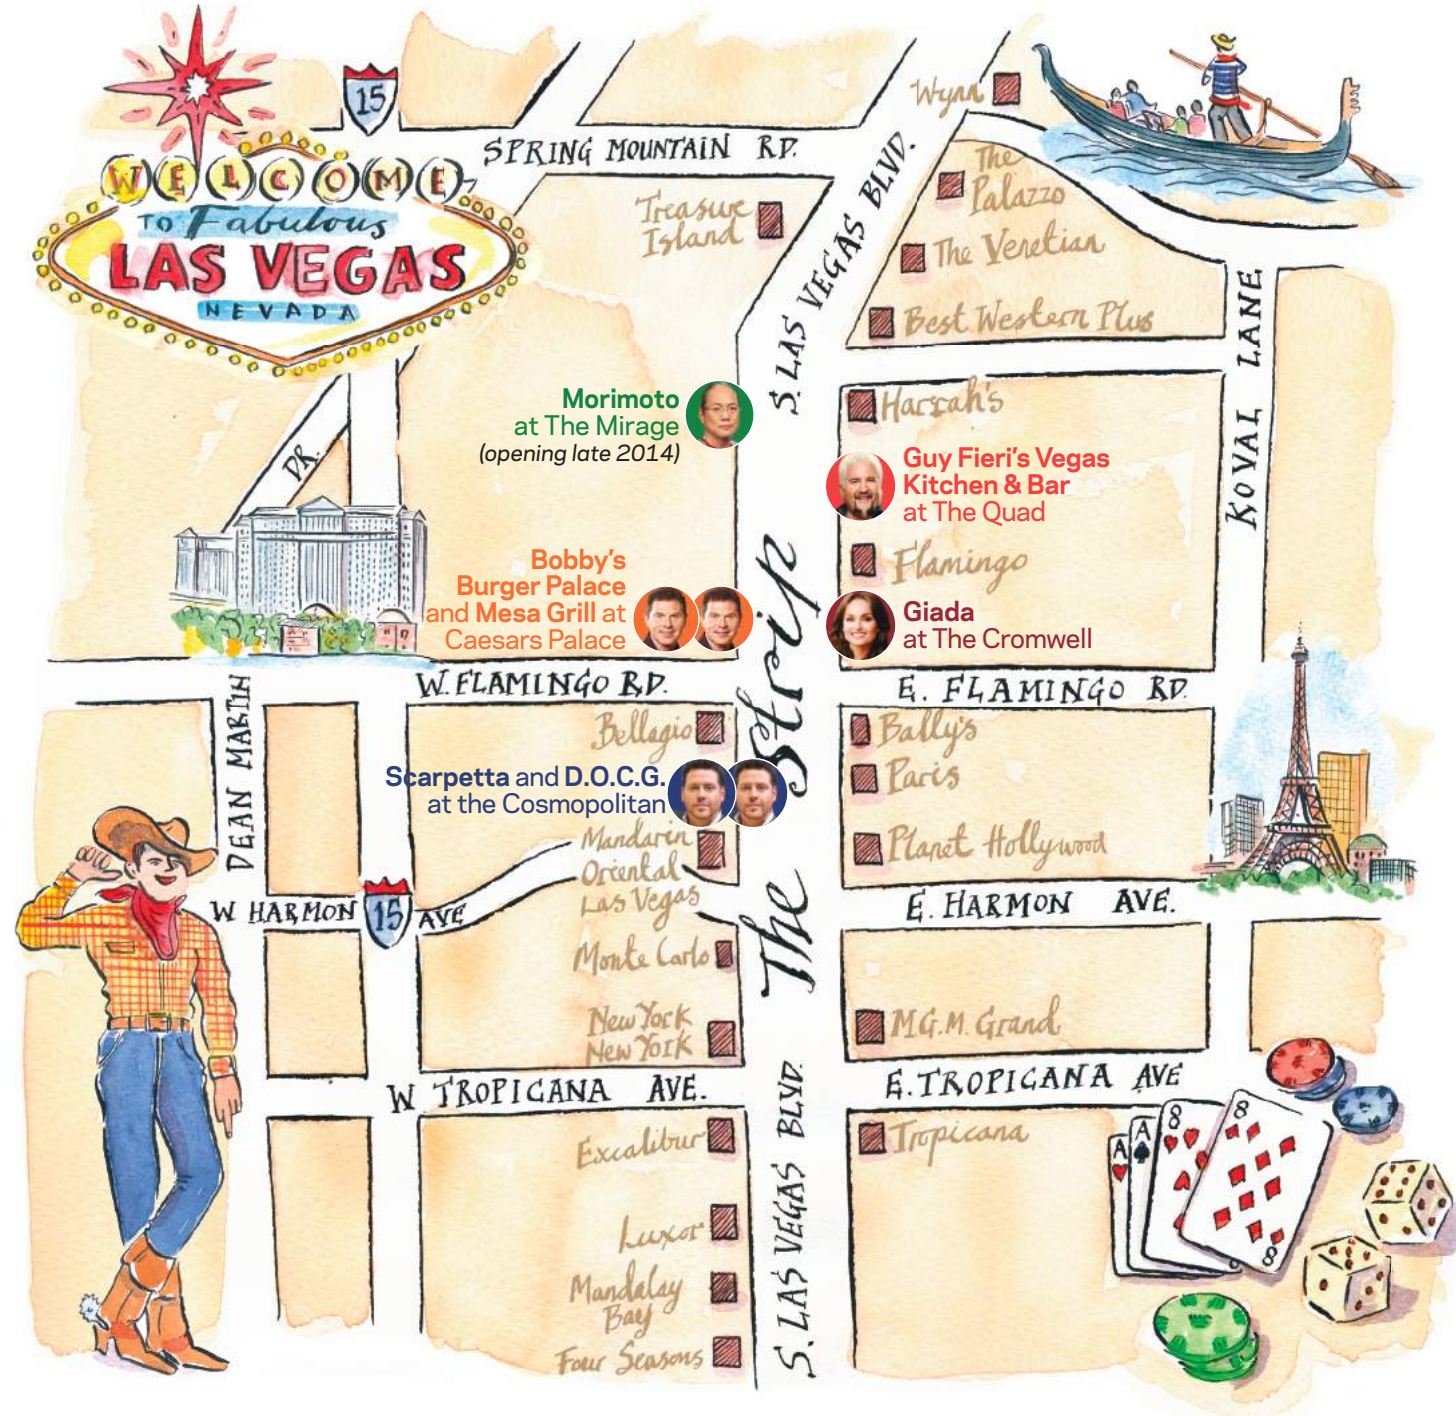 15
WELCOME
TO Fabulous
LAS VEGAS
NEVADA
SPRING MOUNTAIN RD.
Wynn
The
Palazzo
The Venetian
Best Western Plus
Treasure
Island
S. LAS VEGAS BLVD.
KOVAL LANE
Harrah's
Morimoto
at The Mirage
(opening late 2014)
Guy Fieri's Vegas
Kitchen & Bar
at The Quad
DR.
Flamingo
Bobby's
Burger Palace
and Mesa Grill at
Caesars Palace
Giada
at The Cromwell
W. FLAMINGO RD.
E. FLAMINGO RD.
DEAN MARTIN
The Strip
Bellagio
Bally's
Paris
Scarpetta and D.O.C.G.
at the Cosmopolitan
Mandarin
Oriental
Las Vegas
Planet Hollywood
W HARMON 15 AVE
E. HARMON AVE.
Monte Carlo
New York
New York
M.G.M. Grand
W TROPICANA AVE.
E. TROPICANA AVE
S. LAS VEGAS BLVD.
Excalibur
Tropicana
Luxor
Mandalay
Bay
Four Seasons
A
A
8
8
8